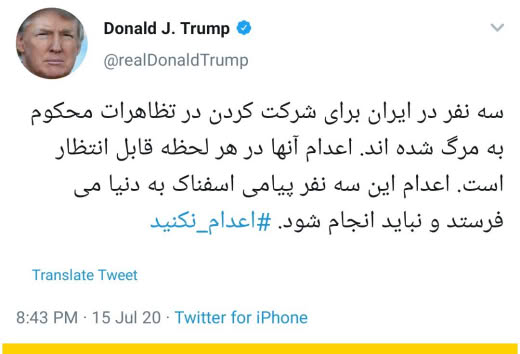 Donald J. Trump
@realDonaldTrump
سه نفر در ایران برای شرکت کردن در تظاهرات محکوم
به مرگ شده اند. اعدام آنها در هر لحظه قابل انتظار
است. اعدام این سه نفر پیامی اسفناک به دنیا می
فرستد و نباید انجام شود. #اعدام_نکنید
Translate Tweet
8:43 PM · 15 Jul 20 · Twitter for iPhone